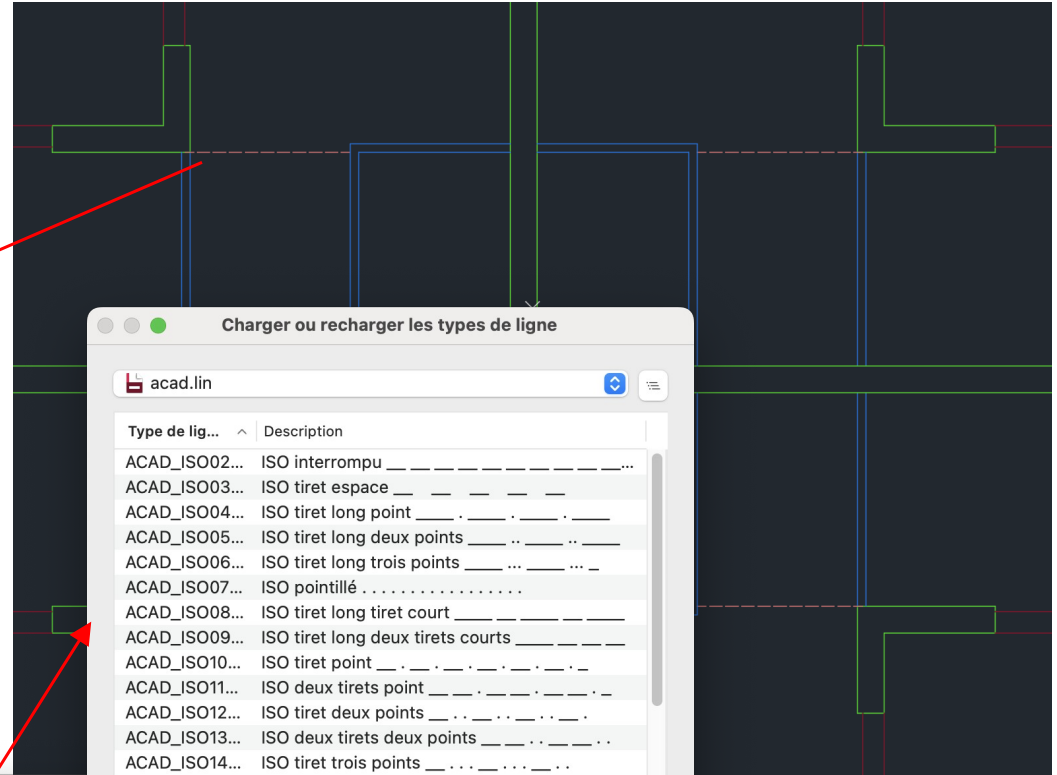 Charger ou recharger les types de ligne
acad.lin
Type de lig... Description
ACAD_ISO02... ISO interrompu __ __ __ __ __ __ __ __ __ __...
ACAD_ISO03... ISO tiret espace __ __ __ __ __
ACAD_ISO04... ISO tiret long point ____ . ____ . ____ . ____
ACAD_ISO05... ISO tiret long deux points ____ .. ____ .. ____
ACAD_ISO06... ISO tiret long trois points ____ ... ____ ... _
ACAD_ISO07... ISO pointillé . . . . . . . . . . . . . . . . .
ACAD_ISO08... ISO tiret long tiret court ____ __ ____ __ ____
ACAD_ISO09... ISO tiret long deux tirets courts ____ __ __ __
ACAD_ISO10... ISO tiret point __ . __ . __ . __ . __ . __ . _
ACAD_ISO11... ISO deux tirets point __ __ . __ __ . __ __ . _
ACAD_ISO12... ISO tiret deux points __ . . __ . . __ . . __ .
ACAD_ISO13... ISO deux tirets deux points __ __ . . __ __ . .
ACAD_ISO14... ISO tiret trois points __ . . . __ . . . __ . .